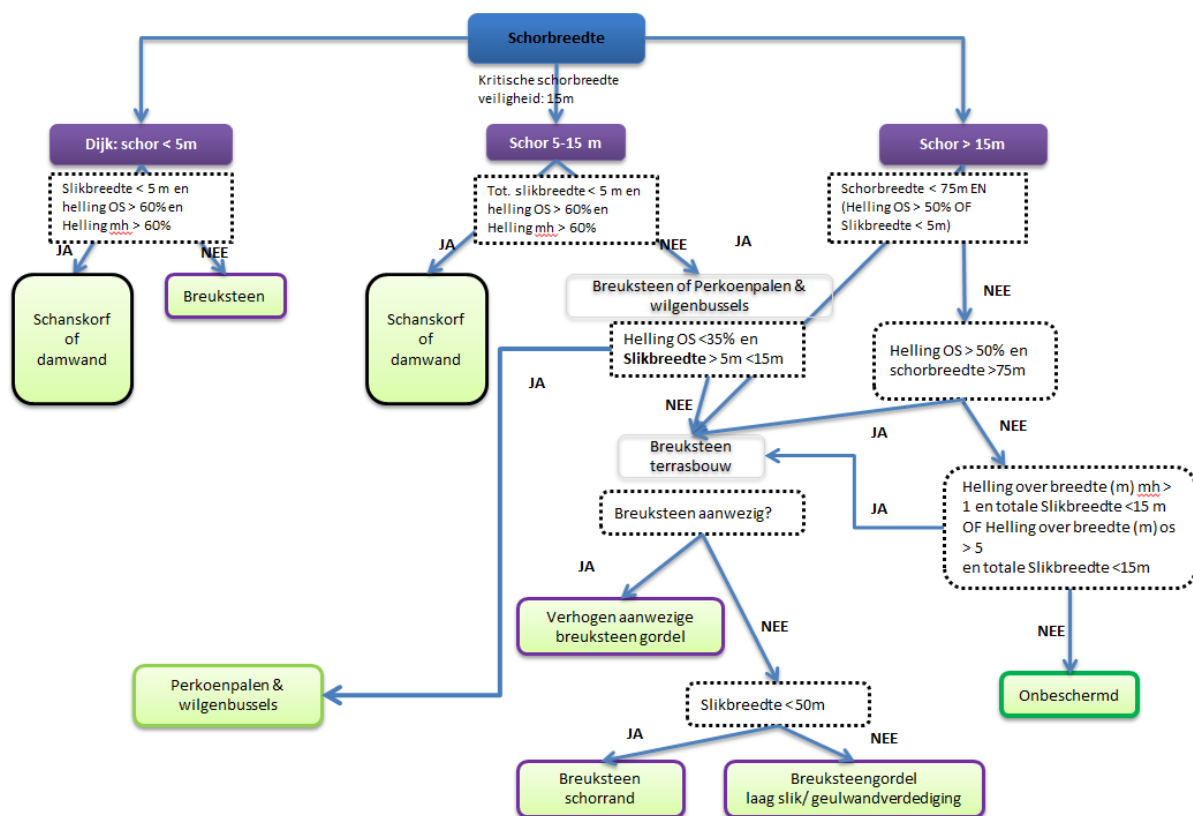 Schorbreedte
Kritische schorbreedte
veiligheid: 15m
Dijk: schor < 5m
Schor 5-15 m
Schor > 15m
Slikbreedte < 5 m en
helling OS > 60% en
Helling mh > 60%
Tot. slikbreedte < 5 m en
helling OS > 60% en
Helling mh > 60%
Schorbreedte < 75m EN
(Helling OS > 50% OF
Slikbreedte < 5m)
JA
NEE
JA
NEE
JA
NEE
Schanskorf
of
damwand
Breuksteen
Schanskorf
of
damwand
Breuksteen of Perkoenpalen &
wilgenbussels
Helling OS <35% en
Slikbreedte > 5m <15m
Helling OS > 50% en
schorbreedte >75m
JA
NEE
JA
NEE
Breuksteen
terrasbouw
Helling over breedte (m) mh >
1 en totale Slikbreedte <15 m
OF Helling over breedte (m) os
> 5
en totale Slikbreedte <15m
JA
Breuksteen aanwezig?
JA
NEE
NEE
Verhogen aanwezige
breuksteen gordel
Perkoenpalen &
wilgenbussels
Slikbreedte <50m
Onbeschermd
JA
NEE
Breuksteen
schorrand
Breuksteengordel
laag slik/ geulwandverdediging